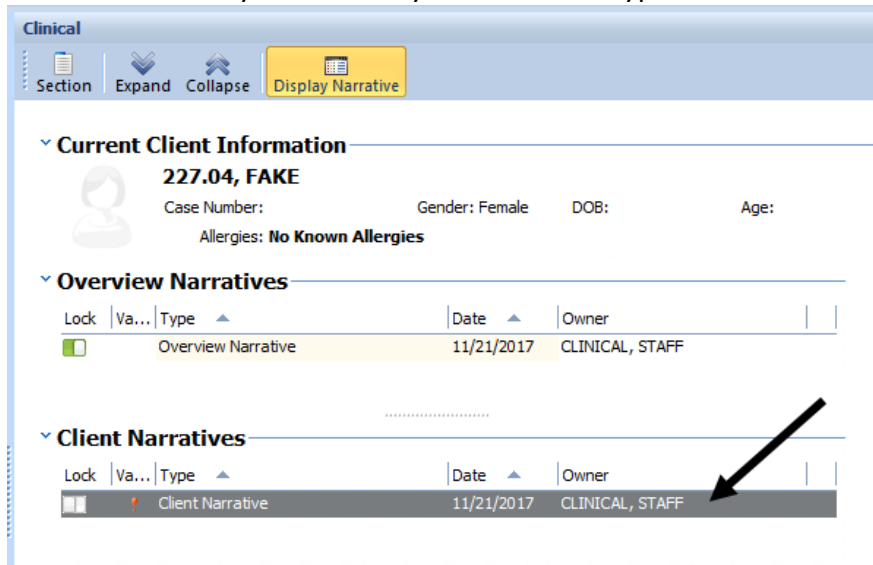 Clinical
Section Expand Collapse Display Narrative
Current Client Information
227.04, FAKE
Case Number: Gender: Female DOB: Age:
Allergies: No Known Allergies
Overview Narratives
Lock Va... Type Date Owner
Overview Narrative 11/21/2017 CLINICAL, STAFF
Client Narratives
Lock Va... Type Date Owner
Client Narrative 11/21/2017 CLINICAL, STAFF